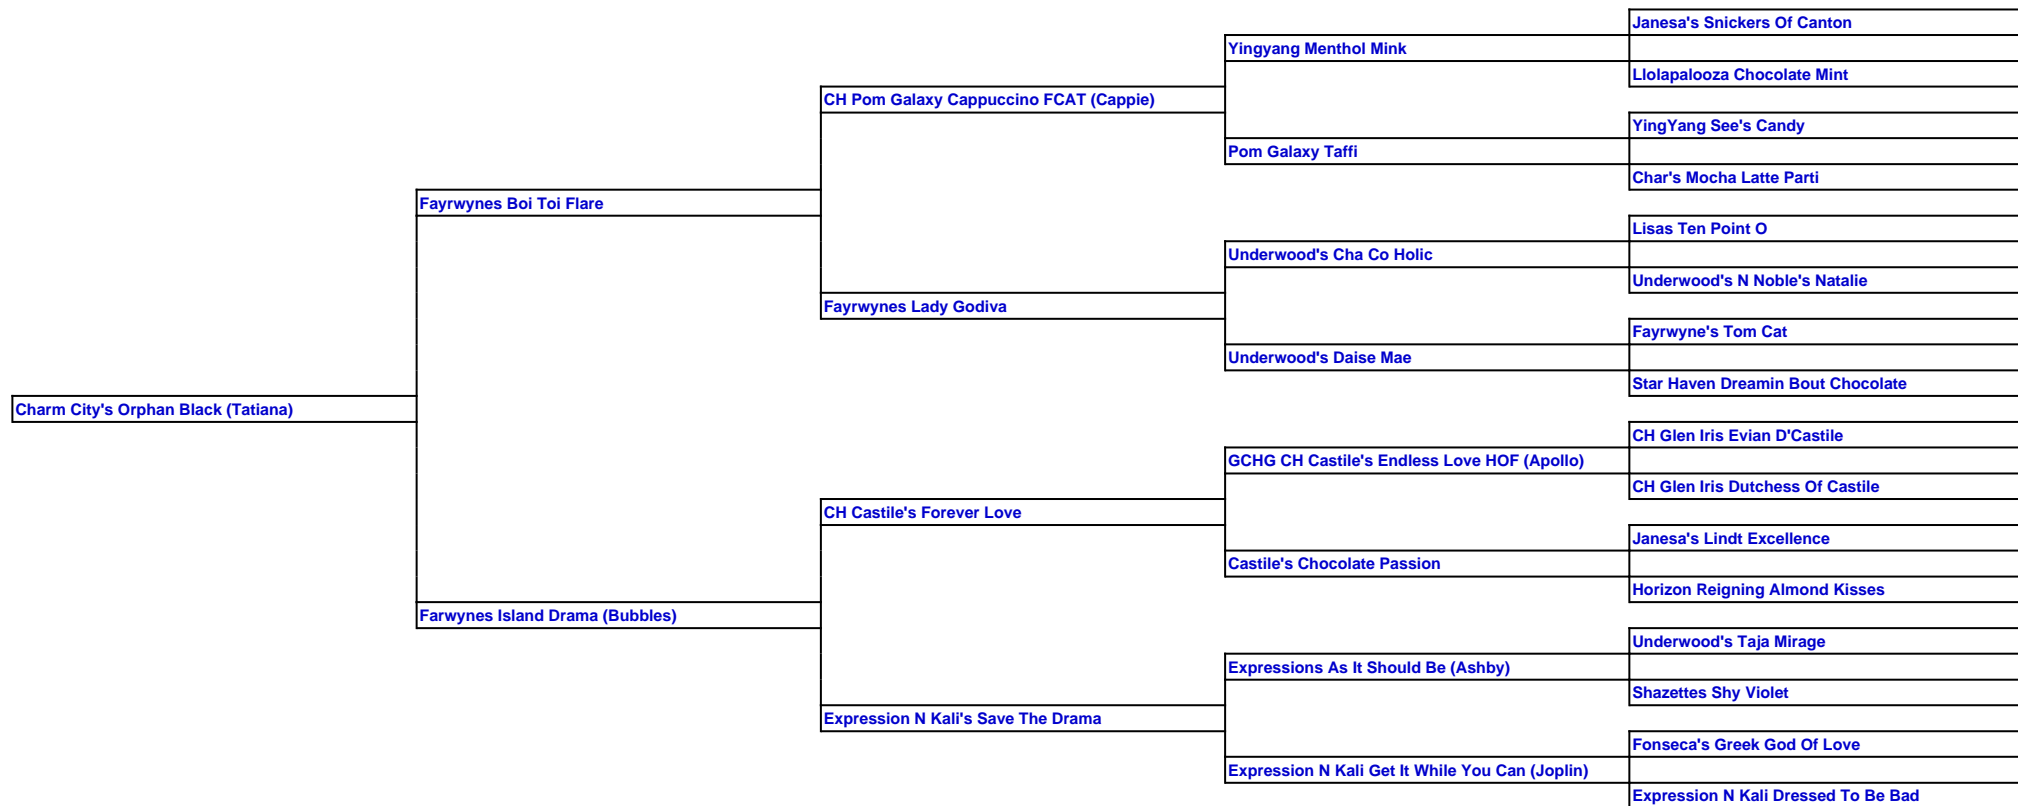 Janesa's Snickers Of Canton
Yingyang Menthol Mink
Llolapalooza Chocolate Mint
CH Pom Galaxy Cappuccino FCAT (Cappie)
YingYang See's Candy
Pom Galaxy Taffi
Char's Mocha Latte Parti
Fayrwynes Boi Toi Flare
Lisas Ten Point O
Underwood's Cha Co Holic
Underwood's N Noble's Natalie
Fayrwynes Lady Godiva
Fayrwyne's Tom Cat
Underwood's Daise Mae
Star Haven Dreamin Bout Chocolate
Charm City's Orphan Black (Tatiana)
CH Glen Iris Evian D'Castile
GCHG CH Castile's Endless Love HOF (Apollo)
CH Glen Iris Dutchess Of Castile
CH Castile's Forever Love
Janesa's Lindt Excellence
Castile's Chocolate Passion
Horizon Reigning Almond Kisses
Farwynes Island Drama (Bubbles)
Underwood's Taja Mirage
Expressions As It Should Be (Ashby)
Shazettes Shy Violet
Expression N Kali's Save The Drama
Fonseca's Greek God Of Love
Expression N Kali Get It While You Can (Joplin)
Expression N Kali Dressed To Be Bad